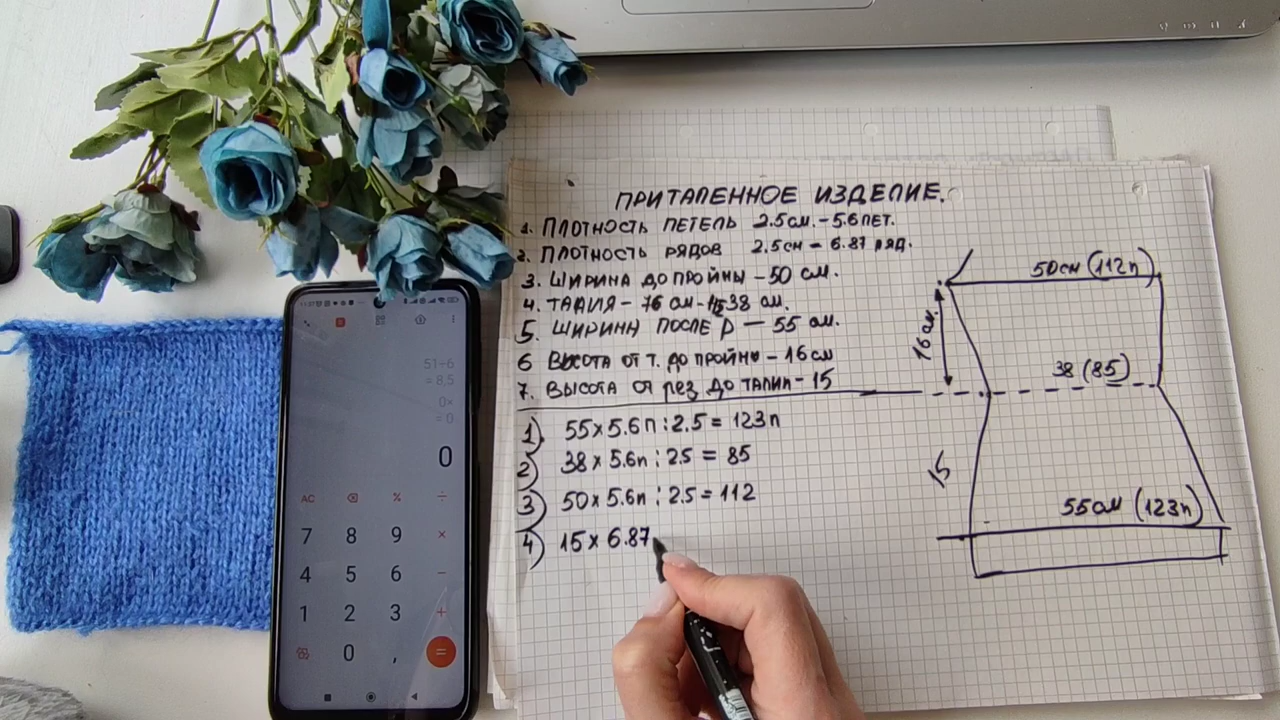 ПРИТАЛЕННОЕ ИЗДЕЛИЕ.
1. ПЛОТНОСТЬ ПЕТЕЛЬ 2.5см. - 5.6ПЕТ.
2. ПЛОТНОСТЬ РЯДОВ 2.5см - 6.87 РЯД.
3. ШИРИНА ДО ПРОЙМЫ - 50 СМ.
4. ТАЛИЯ - 76 см - 38 см.
5. ШИРИНА ПОСЛЕ Р - 55 см.
6 ВЫСОТА ОТ Т. ДО ПРОЙМЫ - 16 см
7. ВЫСОТА ОТ РЕЗ ДО ТАЛИИ - 15
1) 55 x 5.6п : 2.5 = 123п
2) 38 x 5.6п : 2.5 = 85
3) 50 x 5.6п : 2.5 = 112
4) 15 x 6.87
50см (112п)
16 см.
38 (85)
15
55см (123п)
51÷6
= 8,5
0×
= 0
0
AC % ÷
7 8 9 ×
4 5 6 −
1 2 3 +
0 , =